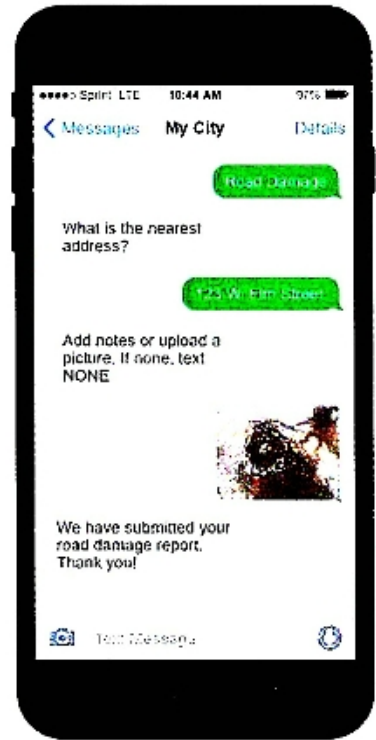 Sprint LTE 10:44 AM 97%
Messages My City Details
Road Damage
What is the nearest
address?
123 W. Elm Street
Add notes or upload a
picture. If none, text
NONE
We have submitted your
road damage report.
Thank you!
Text Message